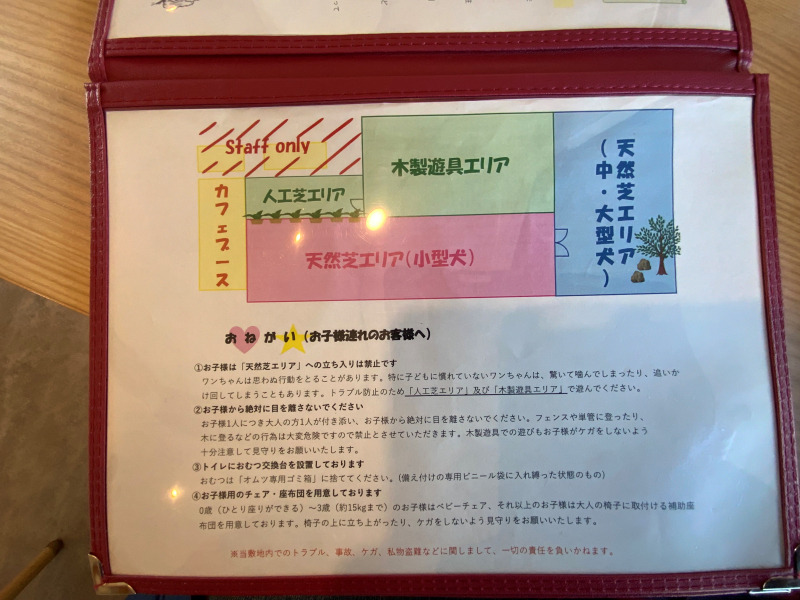 Staff only
木製遊具エリア
天然芝エリア
(中・大型犬)
人工芝エリア
カフェブース
天然芝エリア(小型犬)
おねがい(お子様連れのお客様へ)
①お子様は「天然芝エリア」への立ち入りは禁止です
ワンちゃんは思わぬ行動をとることがあります。特に子どもに慣れていないワンちゃんは、驚いて噛んでしまったり、追いか
け回してしまうこともあります。トラブル防止のため「人工芝エリア」及び「木製遊具エリア」で遊んでください。
②お子様から絶対に目を離さないでください
お子様1人につき大人の方1人が付き添い、お子様から絶対に目を離さないでください。フェンスや単管に登ったり、
木に登るなどの行為は大変危険ですので禁止とさせていただきます。木製遊具での遊びもお子様がケガをしないよう
十分注意して見守りをお願いいたします。
③トイレにおむつ交換台を設置しております
おむつは「オムツ専用ゴミ箱」に捨ててください。(備え付けの専用ビニール袋に入れ縛った状態のもの)
④お子様用のチェア・座布団を用意しております
0歳(ひとり座りができる)～3歳(約15kgまで)のお子様はベビーチェア、それ以上のお子様は大人の椅子に取付ける補助座
布団を用意しております。椅子の上に立ち上がったり、ケガをしないよう見守りをお願いいたします。
※当敷地内でのトラブル、事故、ケガ、私物盗難などに関しまして、一切の責任を負いかねます。